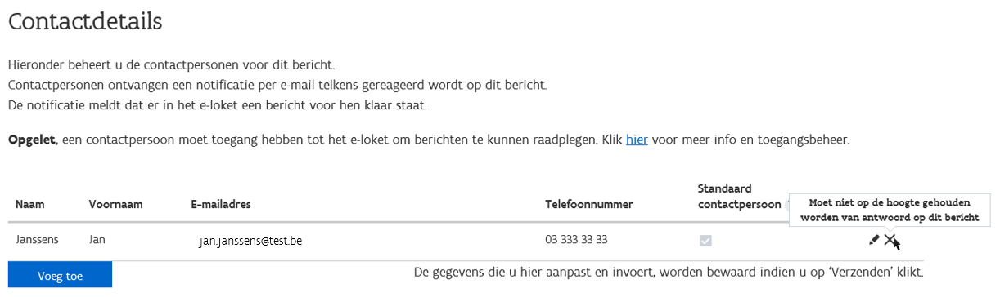 Contactdetails
Hieronder beheert u de contactpersonen voor dit bericht.
Contactpersonen ontvangen een notificatie per e-mail telkens gereageerd wordt op dit bericht.
De notificatie meldt dat er in het e-loket een bericht voor hen klaar staat.
Opgelet, een contactpersoon moet toegang hebben tot het e-loket om berichten te kunnen raadplegen. Klik hier voor meer info en toegangsbeheer.
Naam Voornaam E-mailadres Telefoonnummer Standaard contactpersoon
Moet niet op de hoogte gehouden
worden van antwoord op dit bericht
Janssens Jan jan.janssens@test.be 03 333 33 33
Voeg toe
De gegevens die u hier aanpast en invoert, worden bewaard indien u op ‘Verzenden’ klikt.